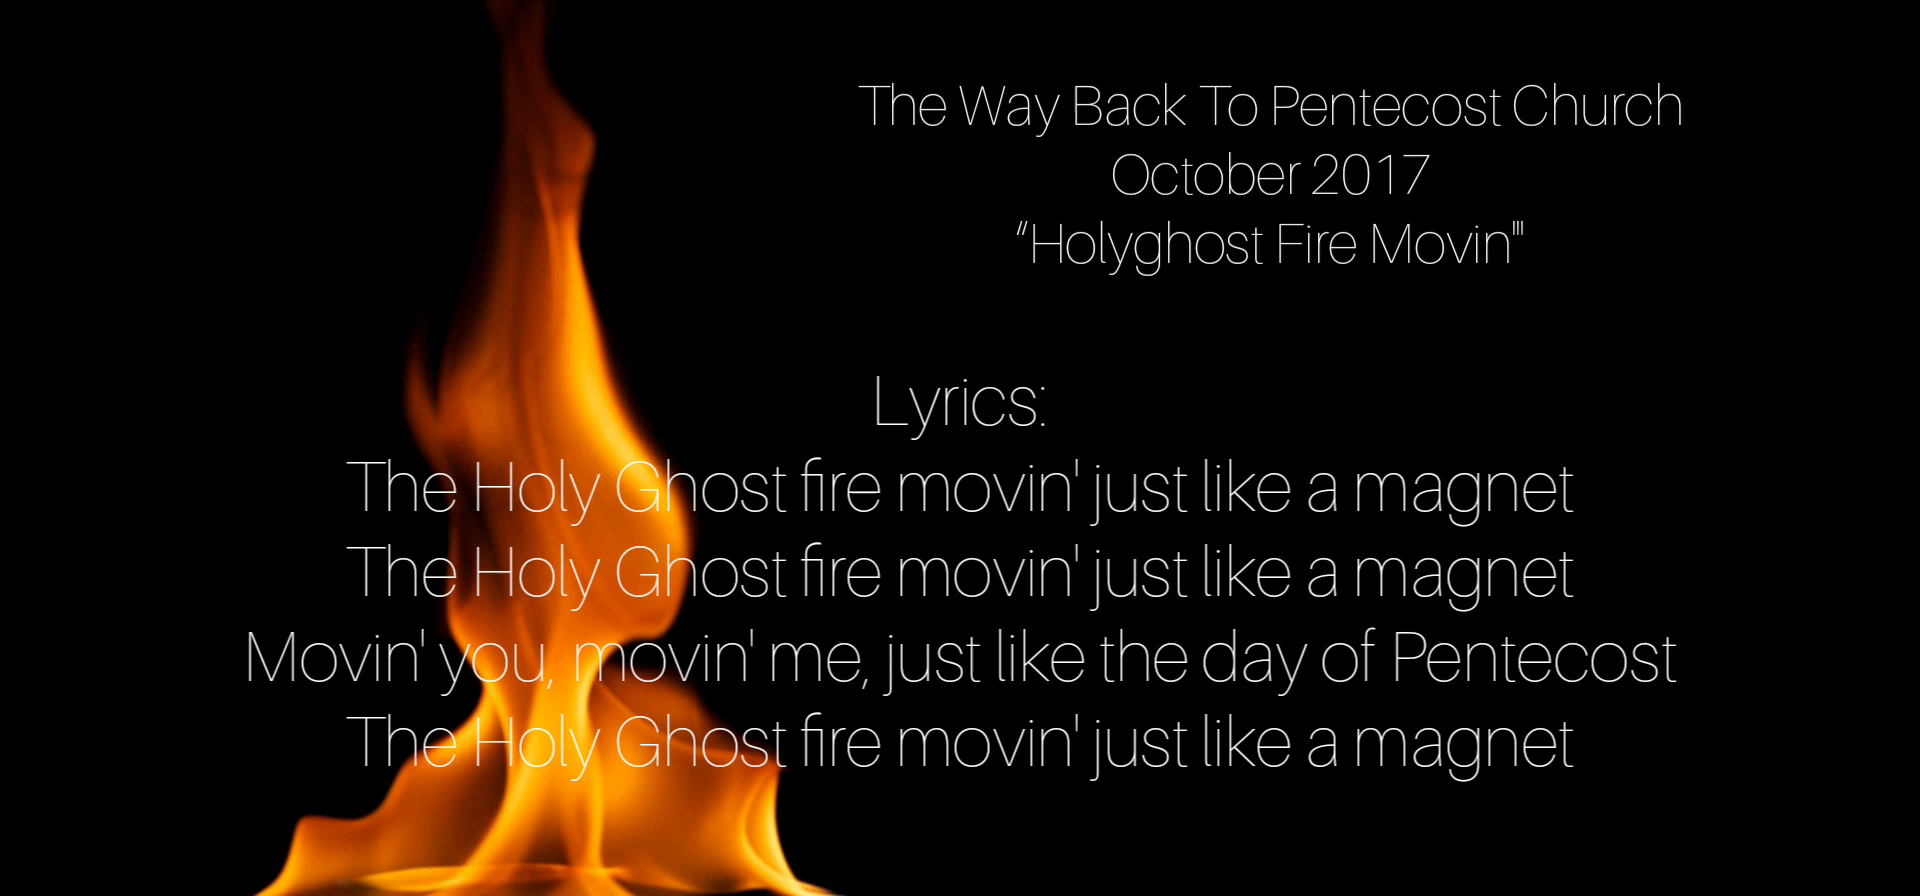 The Way Back To Pentecost Church
October 2017
“Holyghost Fire Movin'"
Lyrics:
The Holy Ghost fire movin' just like a magnet
The Holy Ghost fire movin' just like a magnet
Movin' you, movin' me, just like the day of Pentecost
The Holy Ghost fire movin' just like a magnet